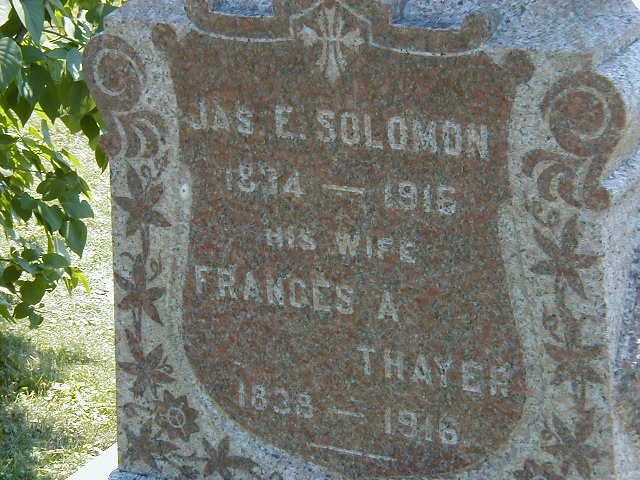 JAS. E. SOLOMON
1834 — 1916
HIS WIFE
FRANCES A
THAYER
1838 — 1916